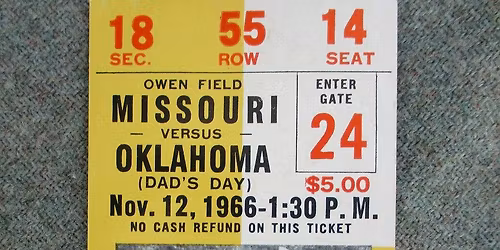 18 55 14
SEC. ROW SEAT
OWEN FIELD
MISSOURI
— VERSUS —
OKLAHOMA
(DAD'S DAY)
ENTER
GATE
24
$5.00
Nov. 12, 1966-1:30 P. M.
NO CASH REFUND ON THIS TICKET